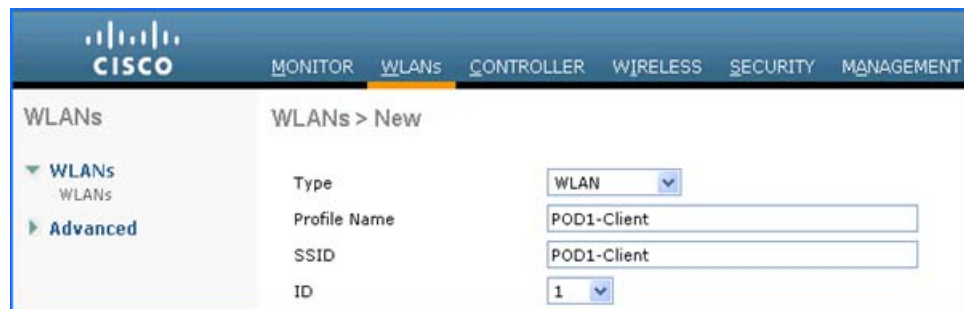 CISCO
MONITOR WLANs CONTROLLER WIRELESS SECURITY MANAGEMENT
WLANs
WLANs > New
WLANs
WLANs
Advanced
Type WLAN
Profile Name POD1-Client
SSID POD1-Client
ID 1